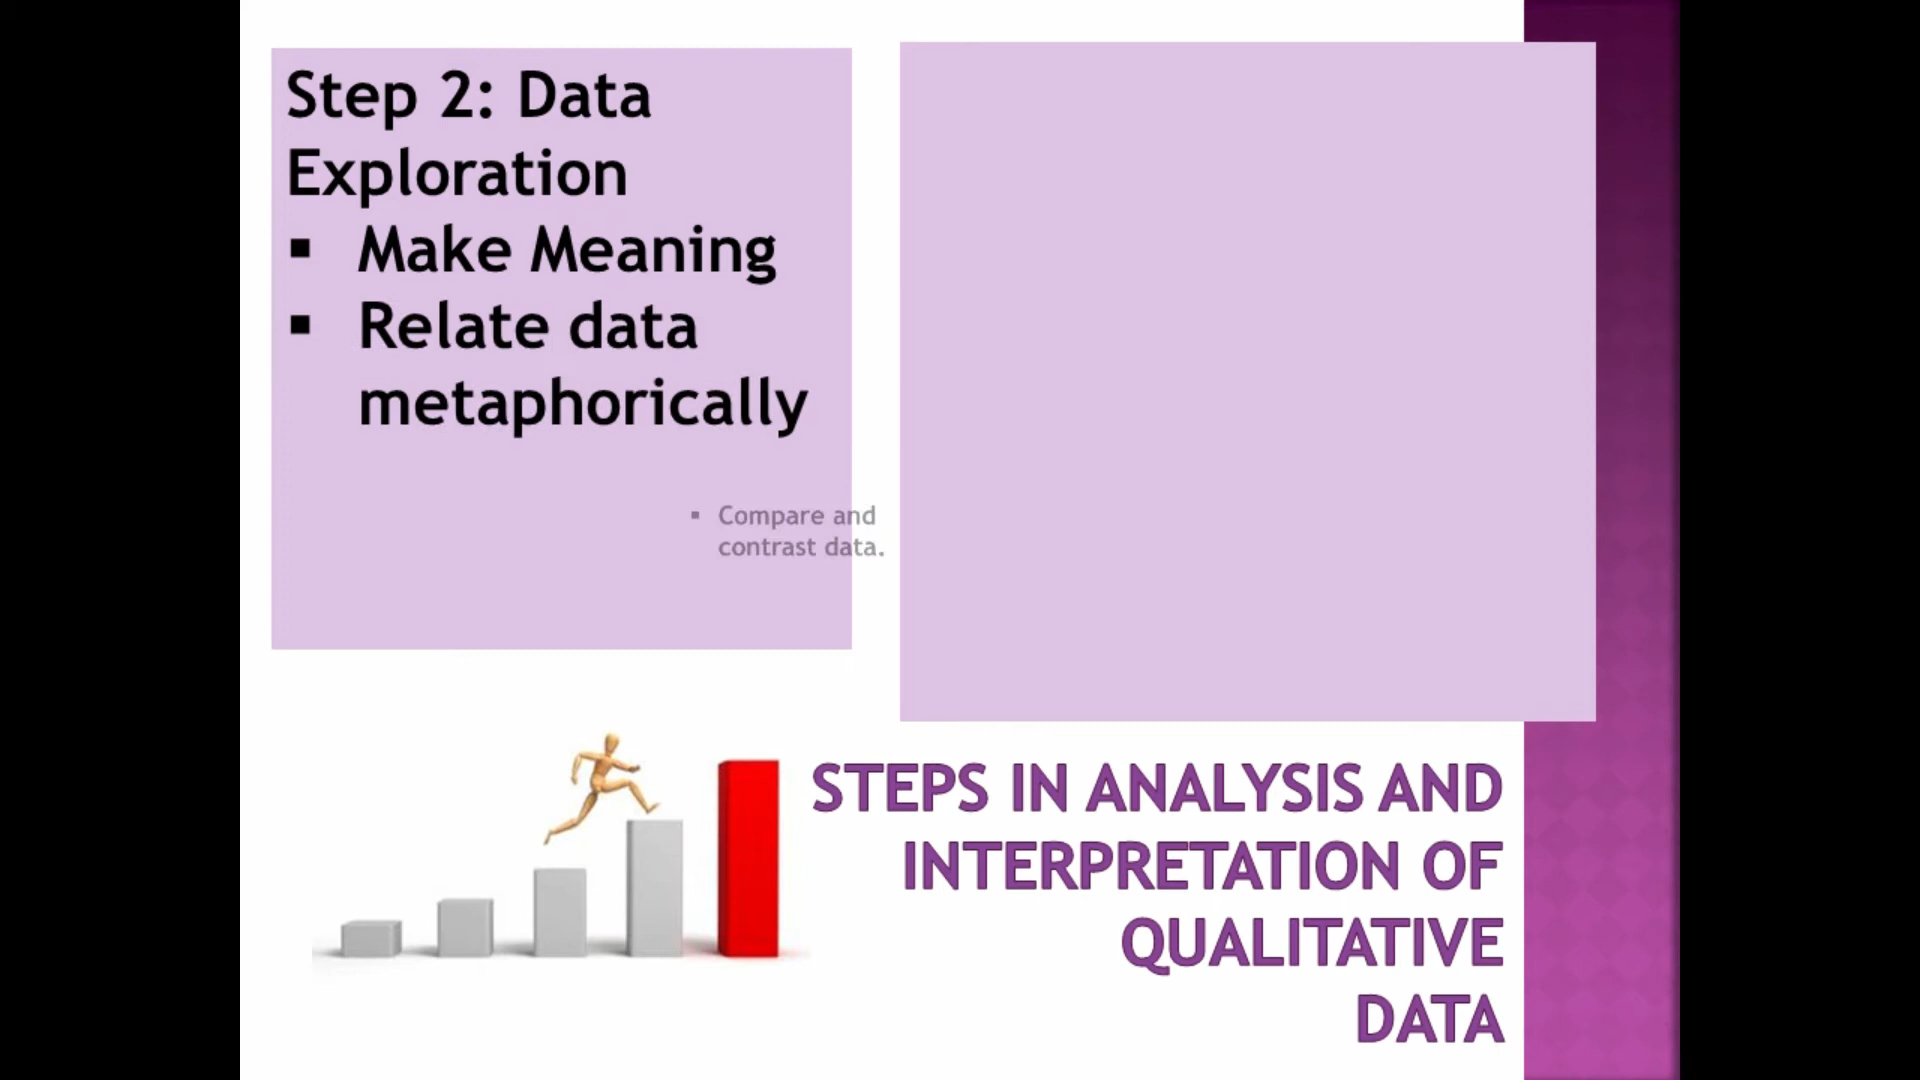 Step 2: Data
Exploration
▪ Make Meaning
▪ Relate data
metaphorically
▪ Compare and
contrast data.
STEPS IN ANALYSIS AND
INTERPRETATION OF
QUALITATIVE
DATA